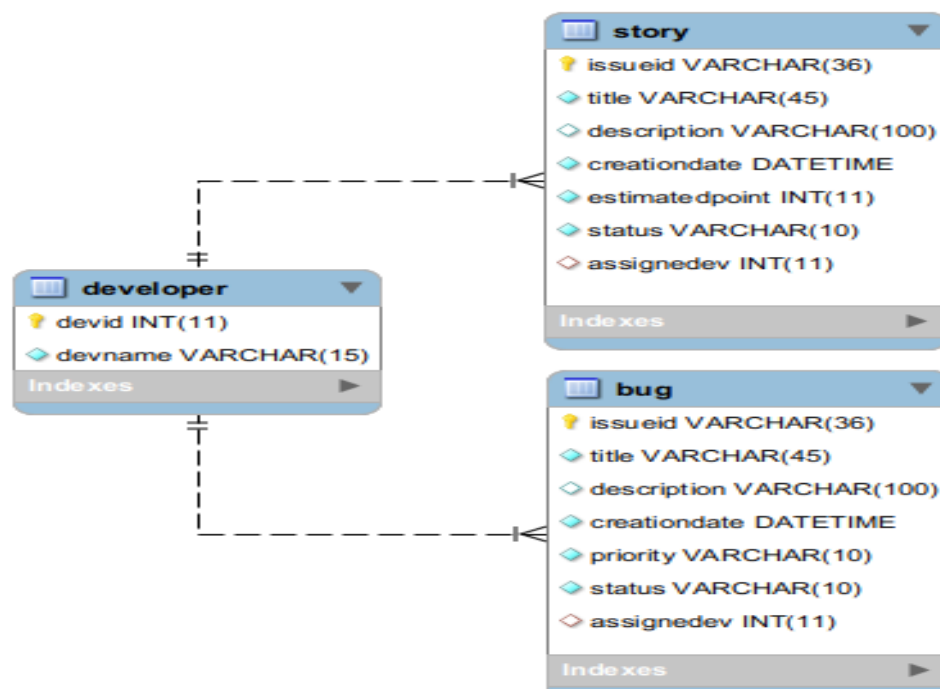 story
issueid VARCHAR(36)
title VARCHAR(45)
description VARCHAR(100)
creationdate DATETIME
estimatedpoint INT(11)
status VARCHAR(10)
assignedev INT(11)
Indexes
developer
devid INT(11)
devname VARCHAR(15)
Indexes
bug
issueid VARCHAR(36)
title VARCHAR(45)
description VARCHAR(100)
creationdate DATETIME
priority VARCHAR(10)
status VARCHAR(10)
assignedev INT(11)
Indexes